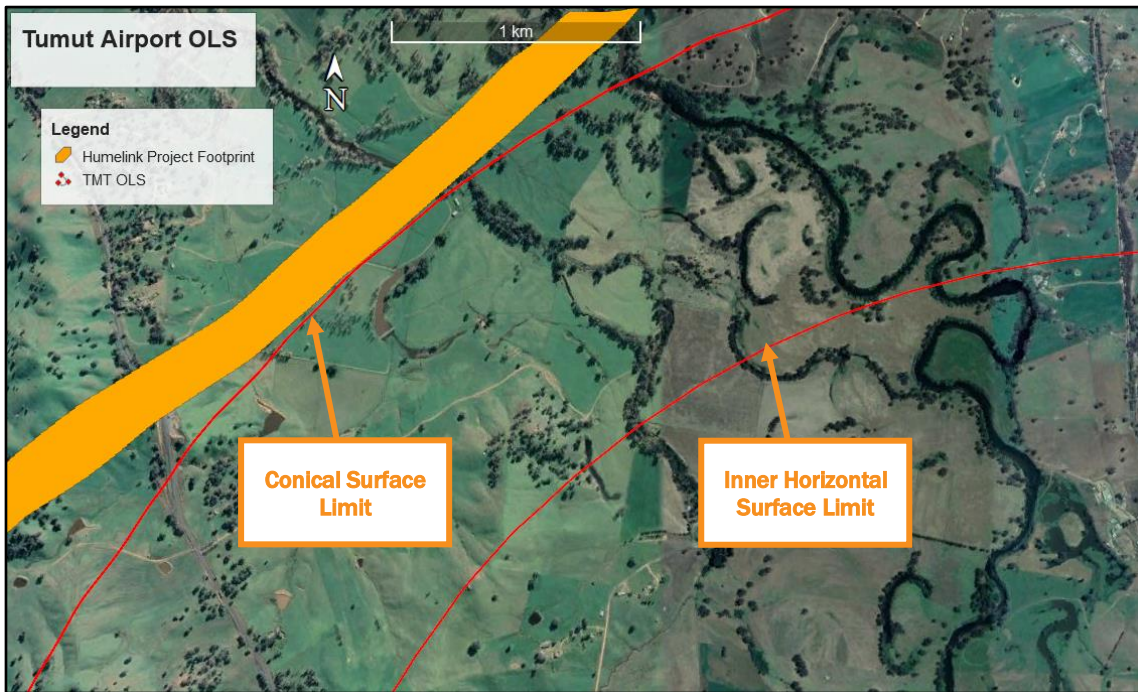 Tumut Airport OLS
1 km
N
Legend
Humelink Project Footprint
TMT OLS
Conical Surface
Limit
Inner Horizontal
Surface Limit